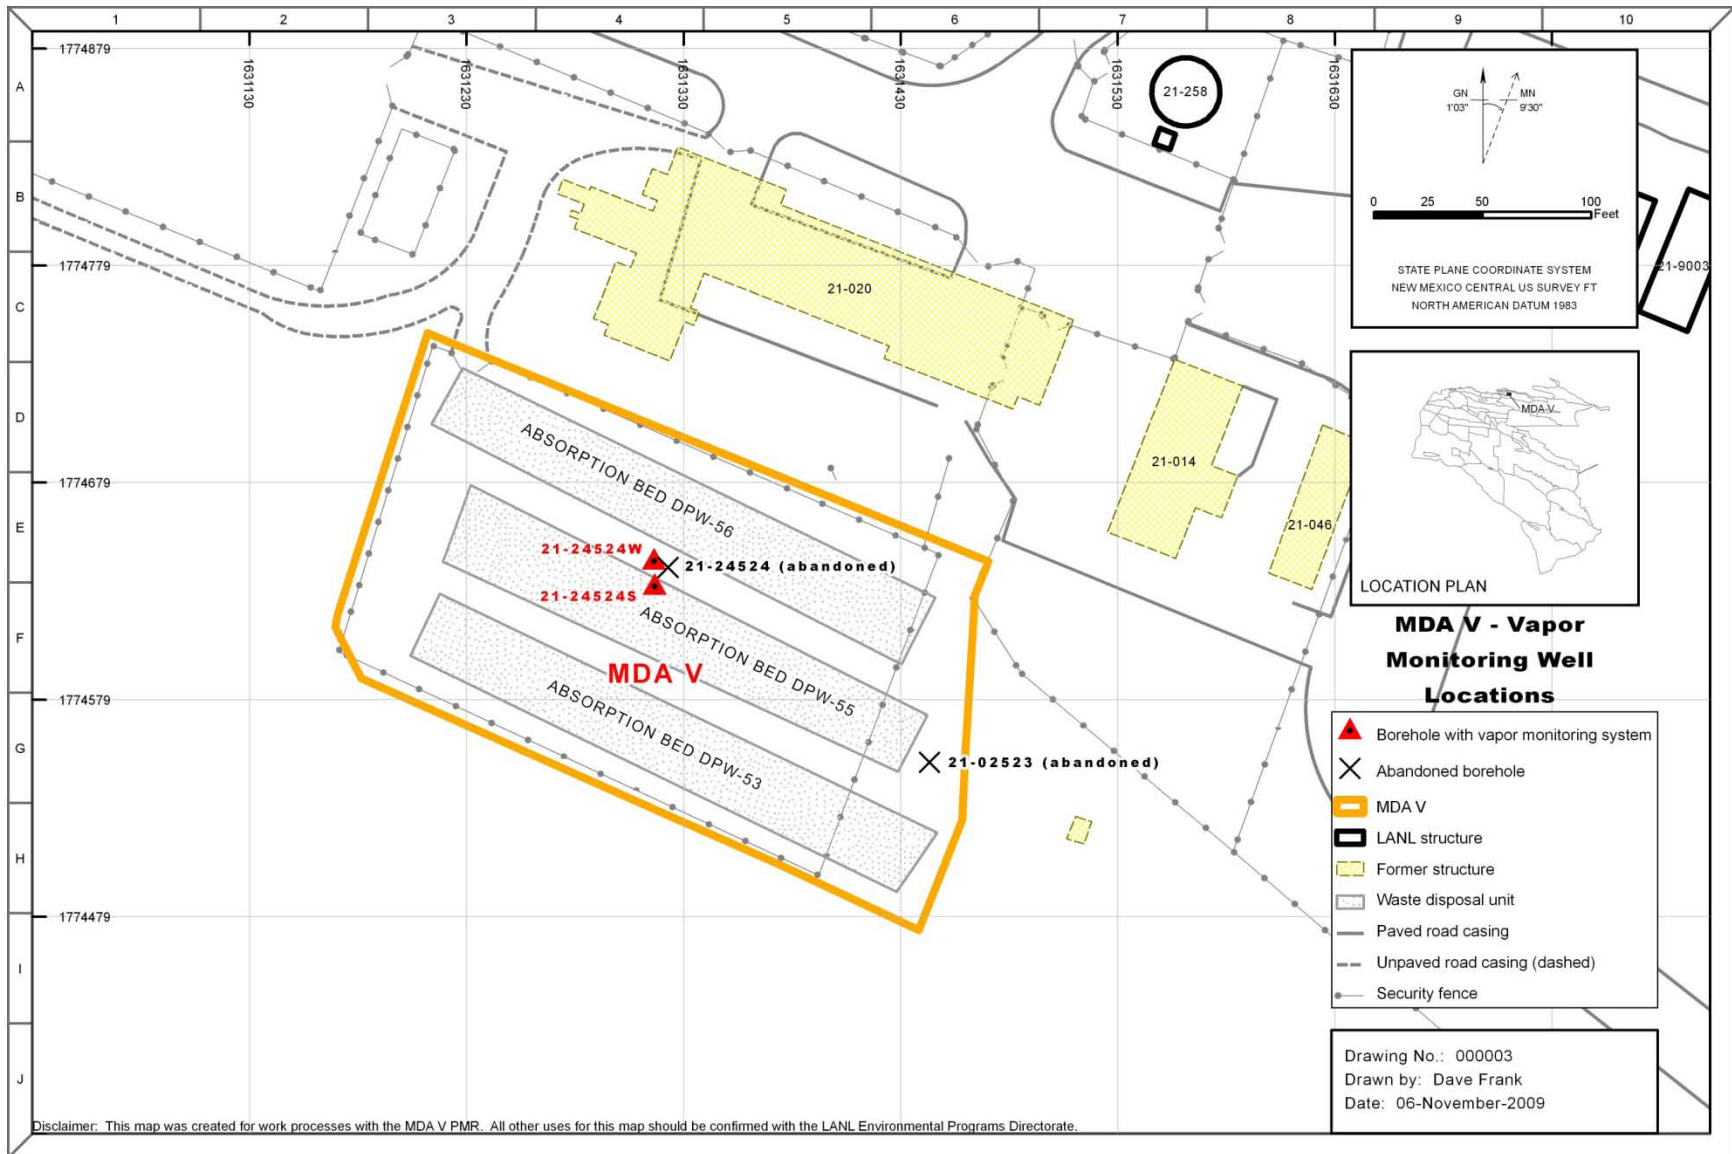 1 2 3 4 5 6 7 8 9 10
A
B
C
D
E
F
G
H
I
J
1774879
1774779
1774679
1774579
1774479
1631130
1631230
1631330
1631430
1631530
1631630
21-258
21-020
21-014
21-046
21-9003
ABSORPTION BED DPW-56
21-24524W
21-24524 (abandoned)
21-24524S
ABSORPTION BED DPW-55
MDA V
ABSORPTION BED DPW-53
21-02523 (abandoned)
GN MN
1'03" 9'30"
0 25 50 100
Feet
STATE PLANE COORDINATE SYSTEM
NEW MEXICO CENTRAL US SURVEY FT
NORTH AMERICAN DATUM 1983
MDA-V
LOCATION PLAN
MDA V - Vapor
Monitoring Well
Locations
Borehole with vapor monitoring system
Abandoned borehole
MDA V
LANL structure
Former structure
Waste disposal unit
Paved road casing
Unpaved road casing (dashed)
Security fence
Drawing No.: 000003
Drawn by: Dave Frank
Date: 06-November-2009
Disclaimer: This map was created for work processes with the MDA V PMR. All other uses for this map should be confirmed with the LANL Environmental Programs Directorate.